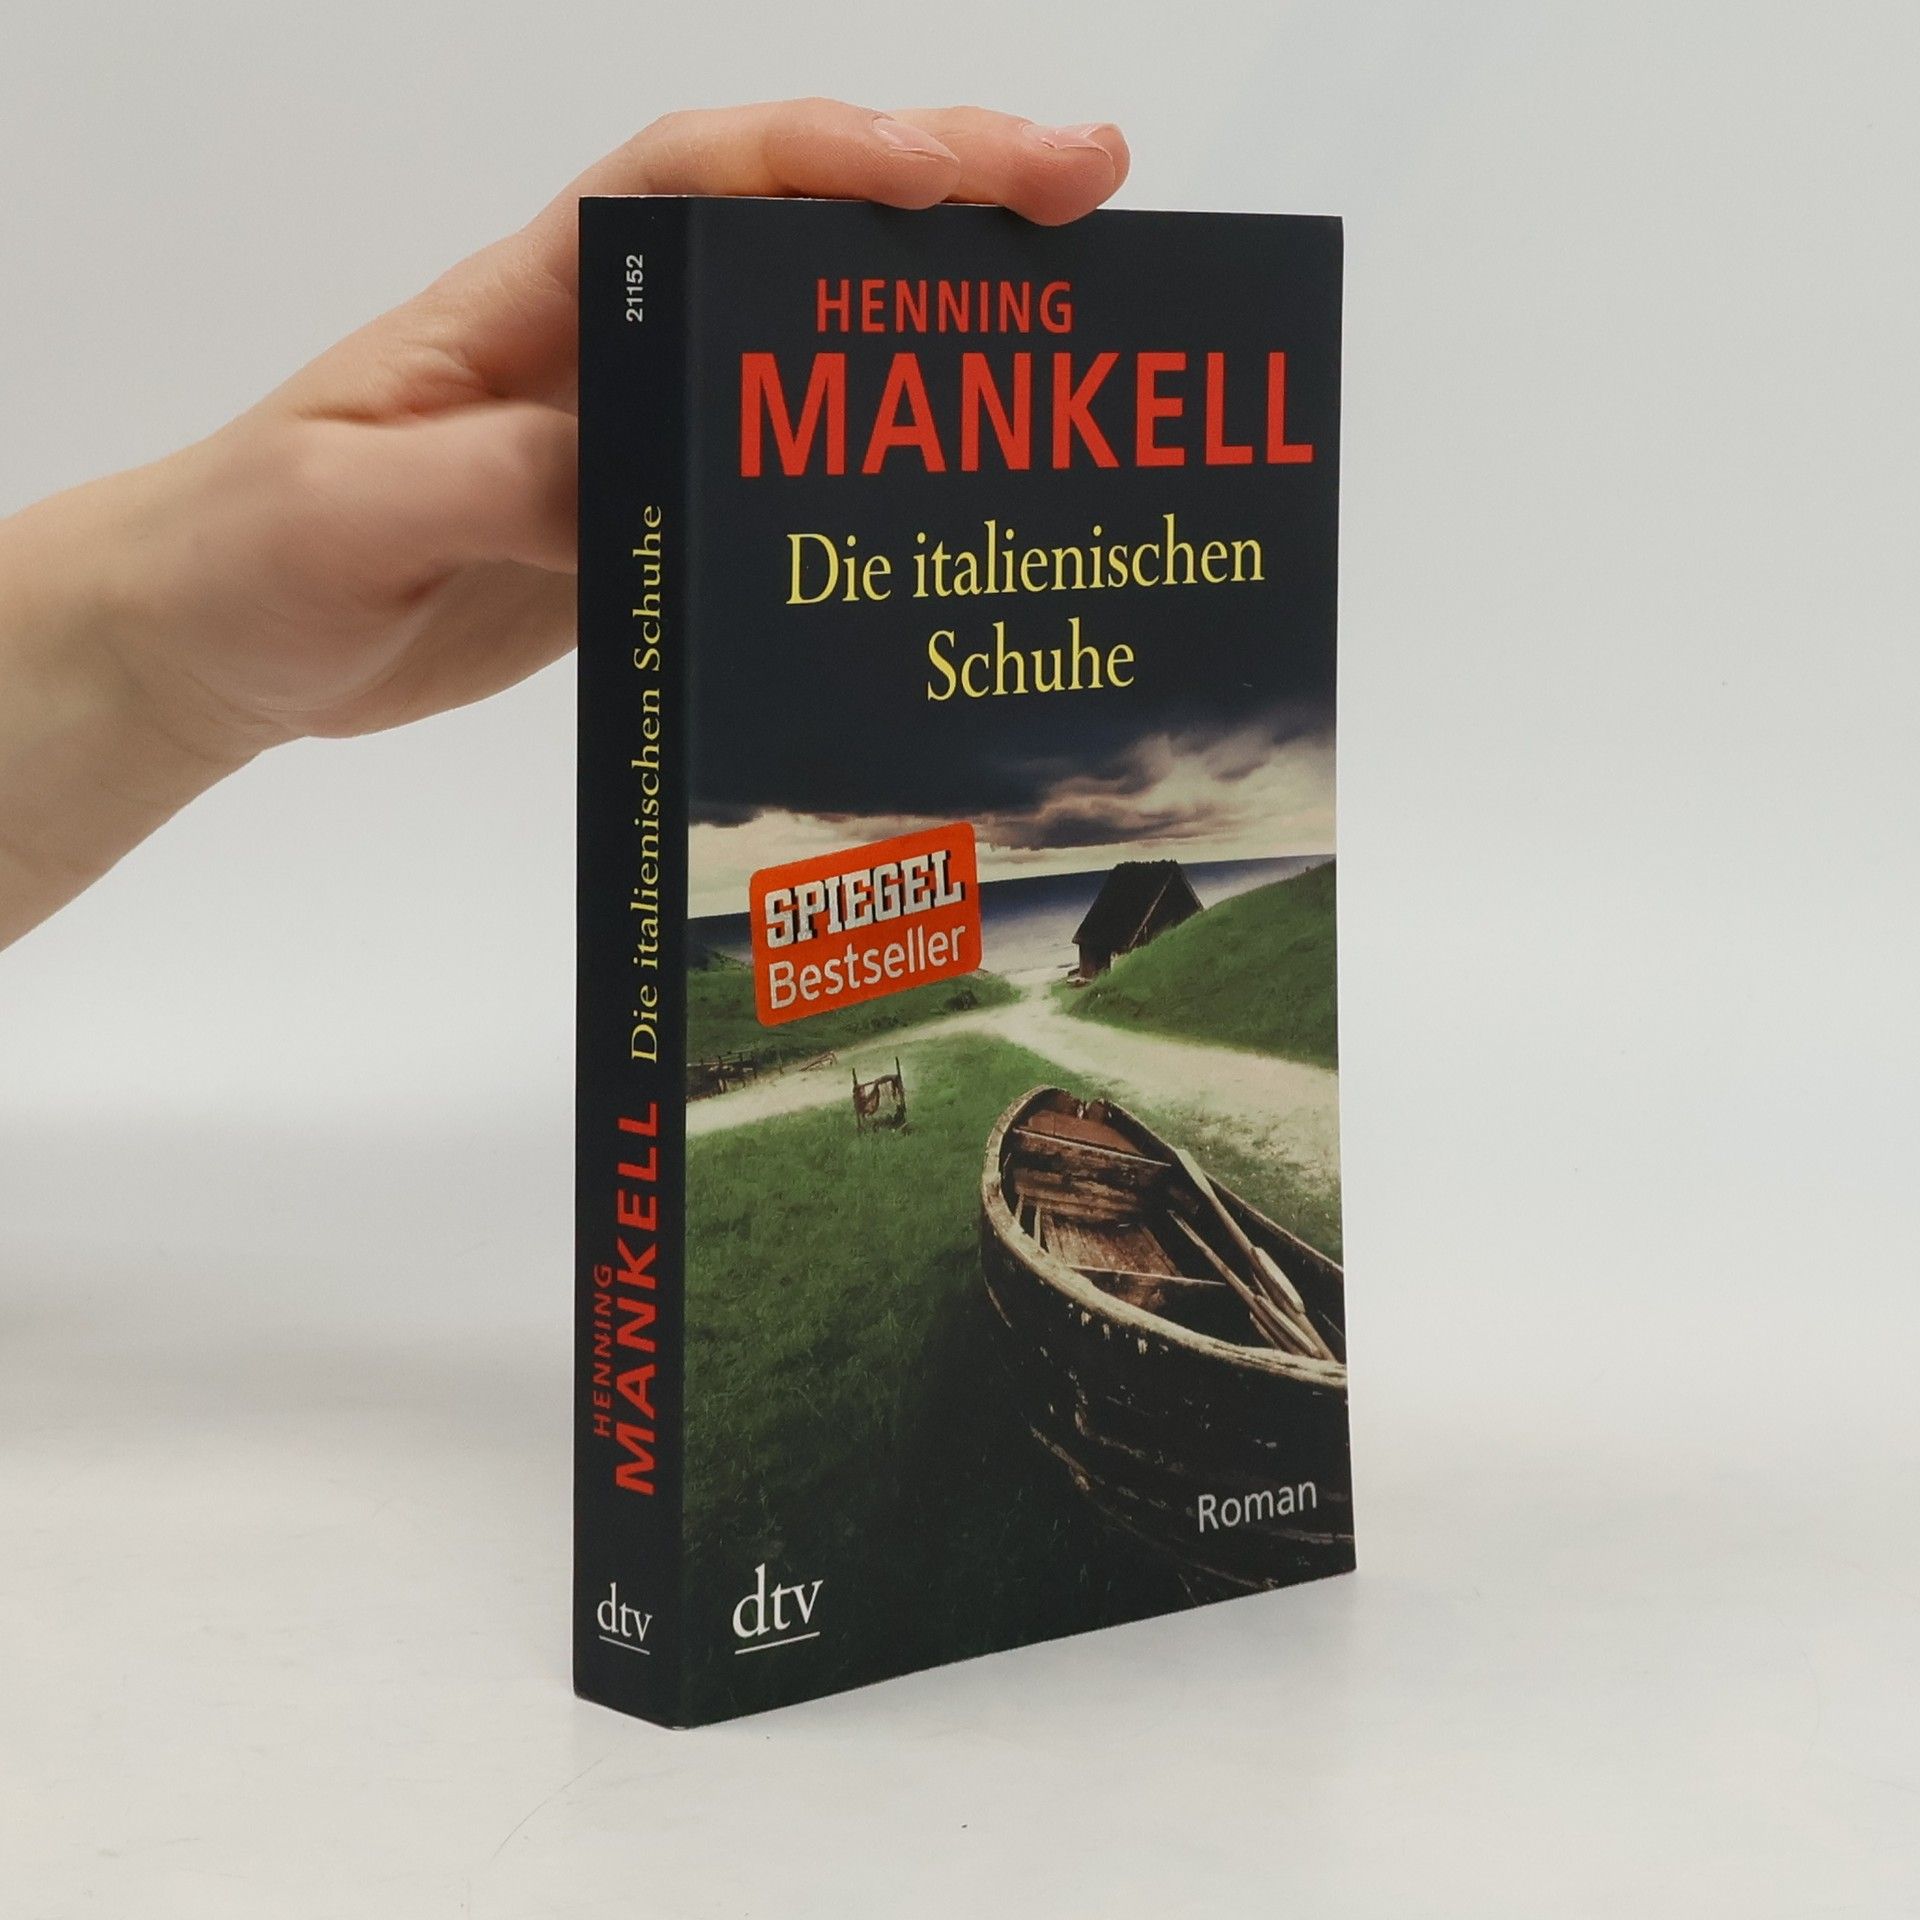 21152
HENNING
MANKELL
Die italienischen Schuhe
dtv
HENNING
MANKELL
Die italienischen
Schuhe
SPIEGEL
Bestseller
Roman
dtv